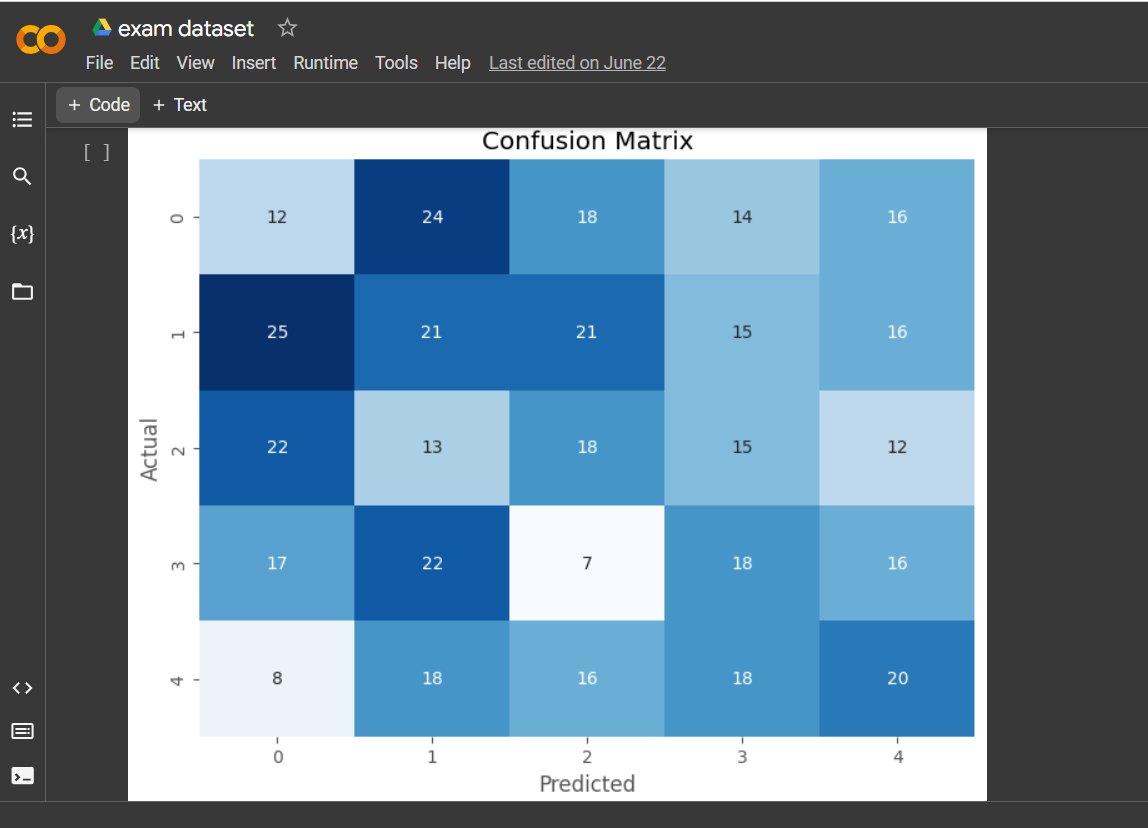 exam dataset
File Edit View Insert Runtime Tools Help Last edited on June 22
+ Code + Text
[ ]
{x}
Confusion Matrix
0 12 24 18 14 16
1 25 21 21 15 16
Actual
2 22 13 18 15 12
3 17 22 7 18 16
4 8 18 16 18 20
0 1 2 3 4
Predicted